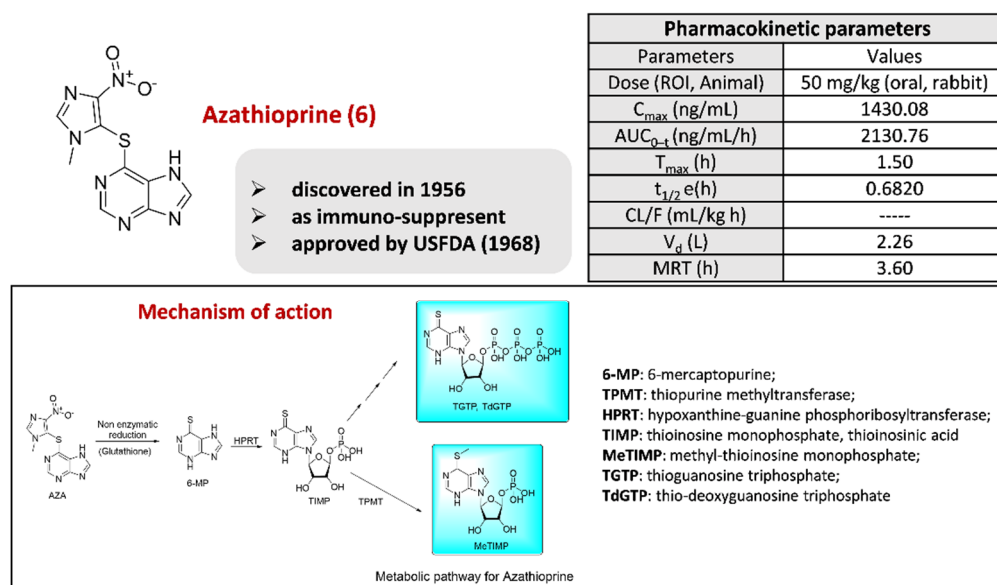 Azathioprine (6)
➢ discovered in 1956
➢ as immuno-suppresent
➢ approved by USFDA (1968)
N
N
N
N+
O
O-
S
N
N
H
N
N
Pharmacokinetic parameters
Parameters Values
Dose (ROI, Animal) 50 mg/kg (oral, rabbit)
Cmax (ng/mL) 1430.08
AUC0–t (ng/mL/h) 2130.76
Tmax (h) 1.50
t1/2 e(h) 0.6820
CL/F (mL/kg h) -----
Vd (L) 2.26
MRT (h) 3.60
Mechanism of action
AZA
Non enzymatic
reduction
(Glutathione)
6-MP
HPRT
TIMP
TPMT
TGTP, TdGTP
MeTIMP
Metabolic pathway for Azathioprine
6-MP: 6-mercaptopurine;
TPMT: thiopurine methyltransferase;
HPRT: hypoxanthine-guanine phosphoribosyltransferase;
TIMP: thioinosine monophosphate, thioinosinic acid
MeTIMP: methyl-thioinosine monophosphate;
TGTP: thioguanosine triphosphate;
TdGTP: thio-deoxyguanosine triphosphate